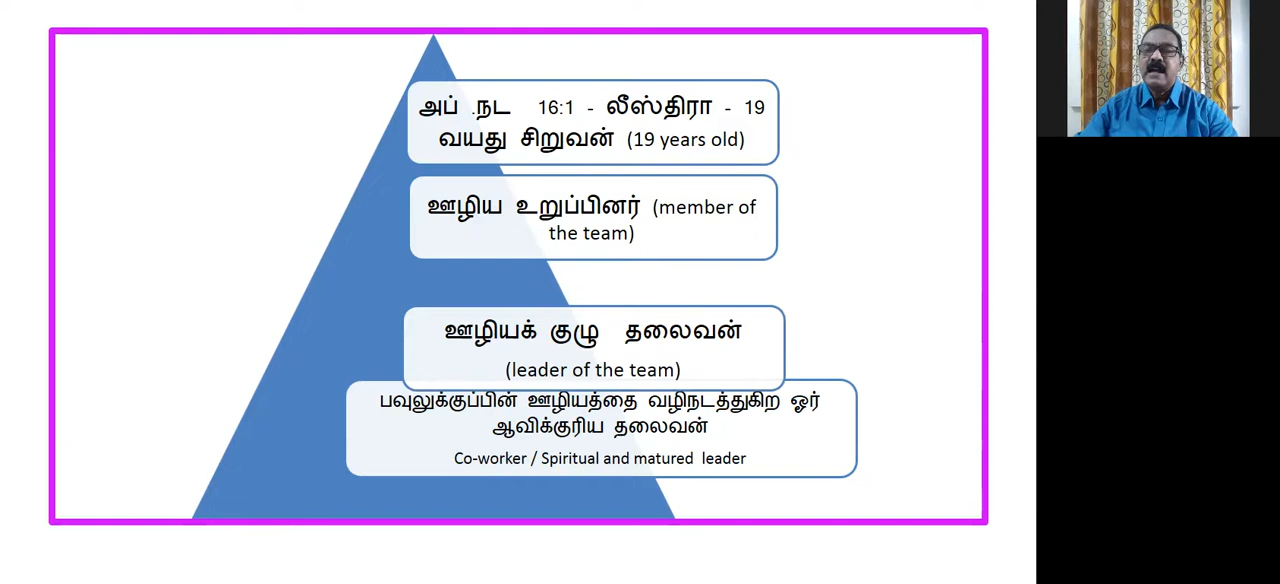 அப் .நட 16:1 - லீஸ்திரா - 19
வயது சிறுவன் (19 years old)
ஊழிய உறுப்பினர் (member of
the team)
ஊழியக் குழு தலைவன்
(leader of the team)
பவுலுக்குப்பின் ஊழியத்தை வழிநடத்துகிற ஓர்
ஆவிக்குரிய தலைவன்
Co-worker / Spiritual and matured leader